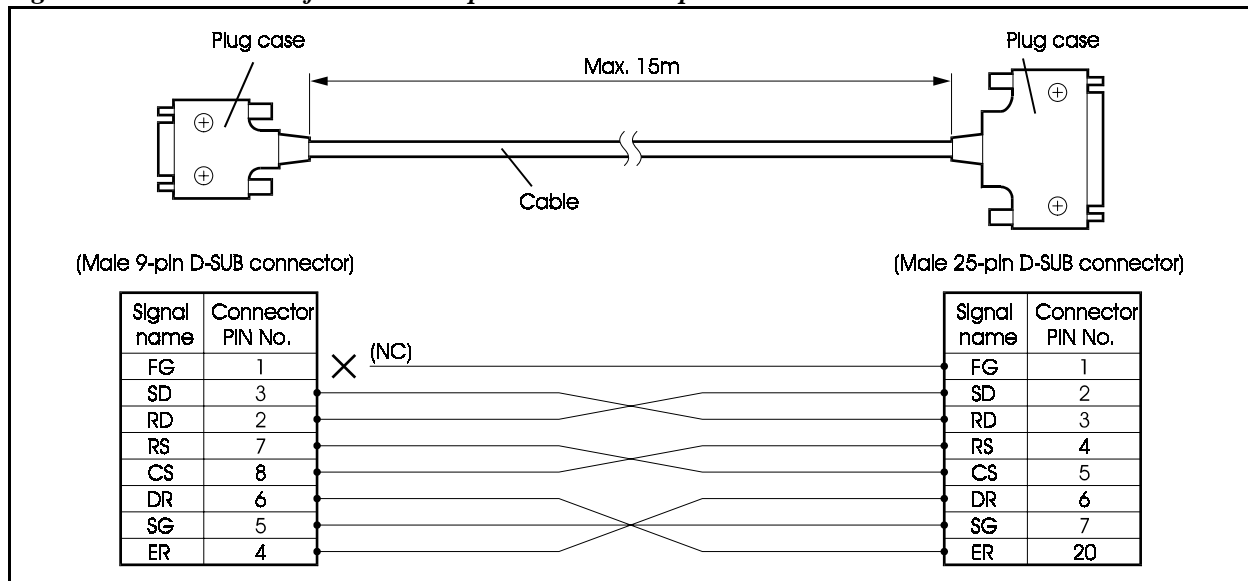 Plug case
Plug case
Max. 15m
Cable
(Male 9-pin D-SUB connector)
(Male 25-pin D-SUB connector)
Signal name Connector PIN No.
FG 1
SD 3
RD 2
RS 7
CS 8
DR 6
SG 5
ER 4
(NC)
Signal name Connector PIN No.
FG 1
SD 2
RD 3
RS 4
CS 5
DR 6
SG 7
ER 20